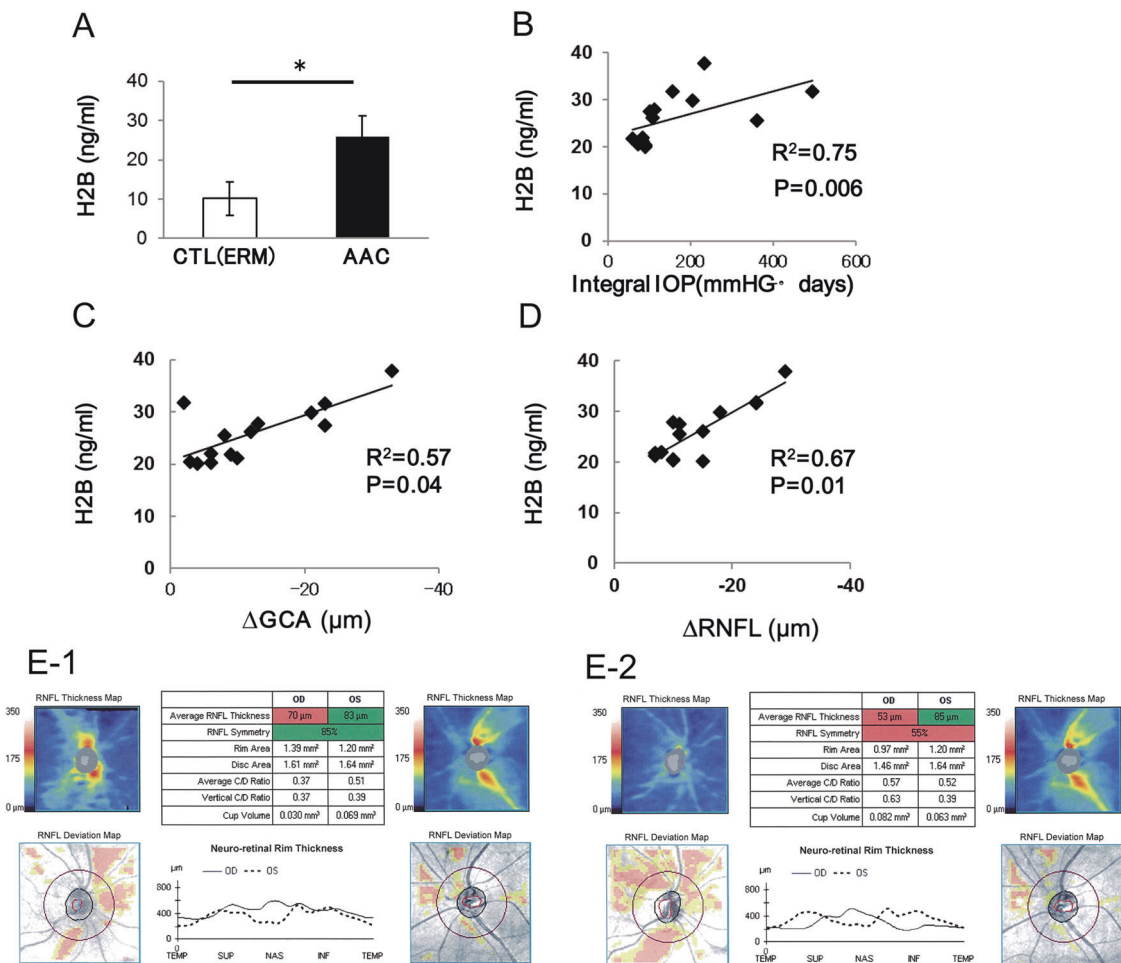 A
*
H2B (ng/ml)
40
30
20
10
0
CTL(ERM) AAC
B
H2B (ng/ml)
40
30
20
10
0
R²=0.75
P=0.006
0 200 400 600
Integral IOP(mmHG・ days)
C
H2B (ng/ml)
40
30
20
10
0
R²=0.57
P=0.04
0 −20 −40
ΔGCA (μm)
D
H2B (ng/ml)
40
30
20
10
0
R²=0.67
P=0.01
0 -20 -40
ΔRNFL (μm)
E-1
RNFL Thickness Map
350
175
0 μm
OD OS
Average RNFL Thickness 70 μm 83 μm
RNFL Symmetry 85%
Rim Area 1.39 mm² 1.20 mm²
Disc Area 1.61 mm² 1.64 mm²
Average C/D Ratio 0.37 0.51
Vertical C/D Ratio 0.37 0.39
Cup Volume 0.030 mm³ 0.069 mm³
RNFL Thickness Map
350
175
0 μm
RNFL Deviation Map
Neuro-retinal Rim Thickness
μm OD OS
800
400
0
TEMP SUP NAS INF TEMP
RNFL Deviation Map
E-2
RNFL Thickness Map
350
175
0 μm
OD OS
Average RNFL Thickness 53 μm 85 μm
RNFL Symmetry 55%
Rim Area 0.97 mm² 1.20 mm²
Disc Area 1.46 mm² 1.64 mm²
Average C/D Ratio 0.57 0.52
Vertical C/D Ratio 0.63 0.39
Cup Volume 0.082 mm³ 0.063 mm³
RNFL Thickness Map
350
175
0 μm
RNFL Deviation Map
Neuro-retinal Rim Thickness
μm OD OS
800
400
0
TEMP SUP NAS INF TEMP
RNFL Deviation Map